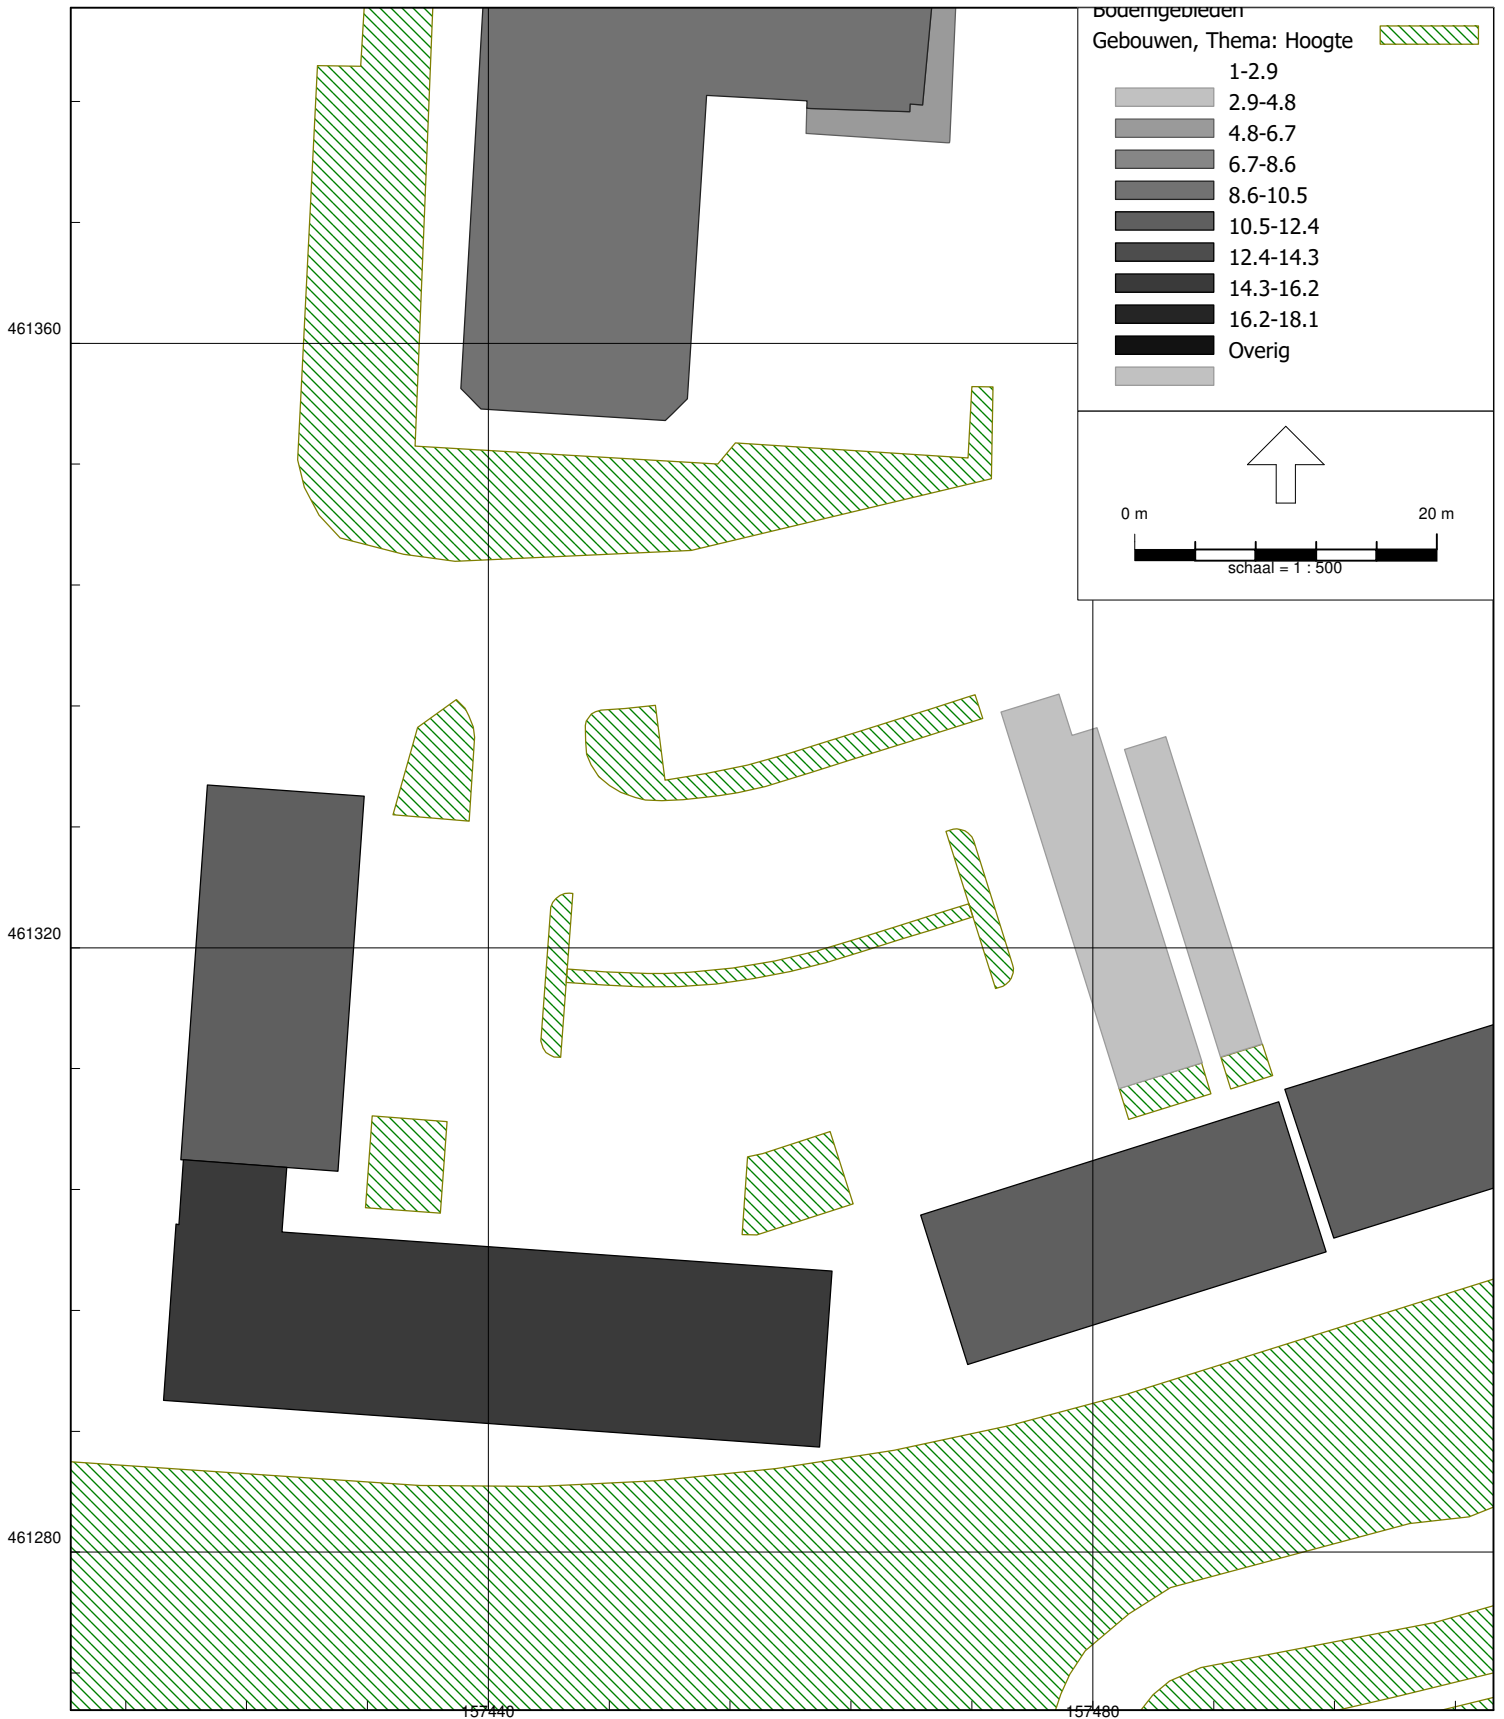 Bodemgebieden
Gebouwen, Thema: Hoogte
1-2.9
2.9-4.8
4.8-6.7
6.7-8.6
8.6-10.5
10.5-12.4
12.4-14.3
14.3-16.2
16.2-18.1
Overig
461360
0 m 20 m
schaal = 1 : 500
461320
461280
157440 157480